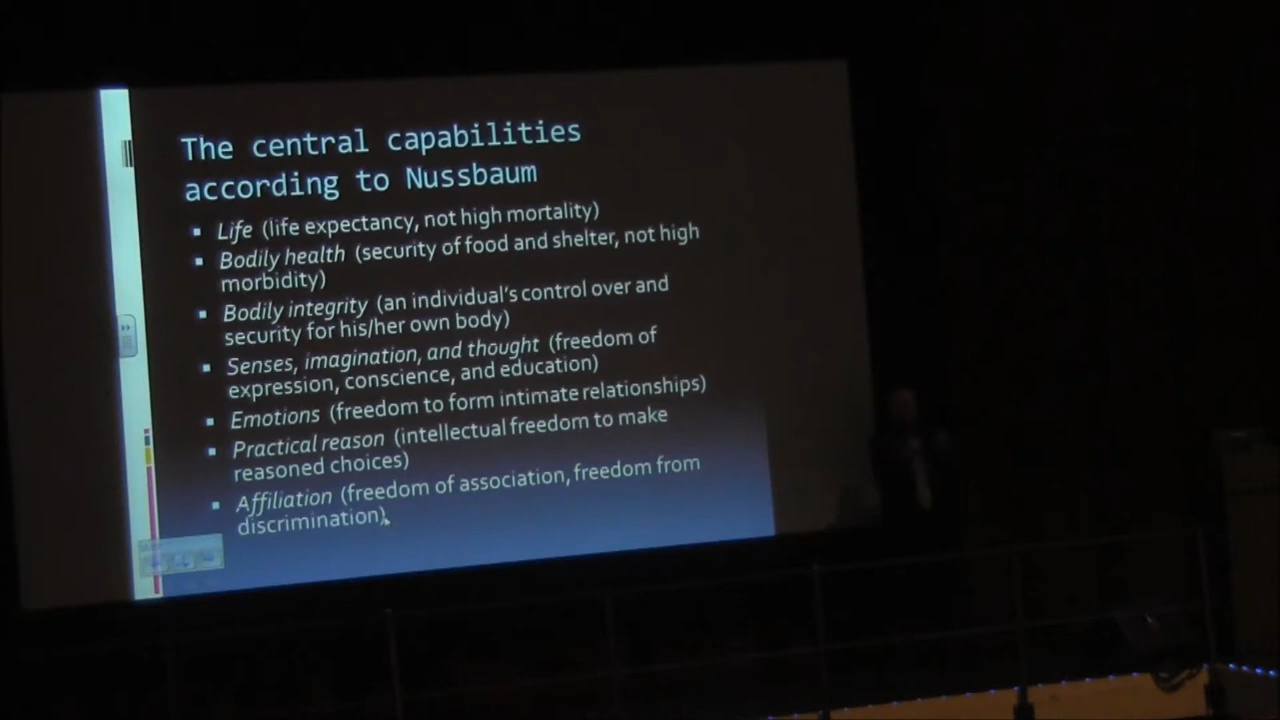 The central capabilities
according to Nussbaum
▪ Life (life expectancy, not high mortality)
▪ Bodily health (security of food and shelter, not high
morbidity)
▪ Bodily integrity (an individual's control over and
security for his/her own body)
▪ Senses, imagination, and thought (freedom of
expression, conscience, and education)
▪ Emotions (freedom to form intimate relationships)
▪ Practical reason (intellectual freedom to make
reasoned choices)
▪ Affiliation (freedom of association, freedom from
discrimination)